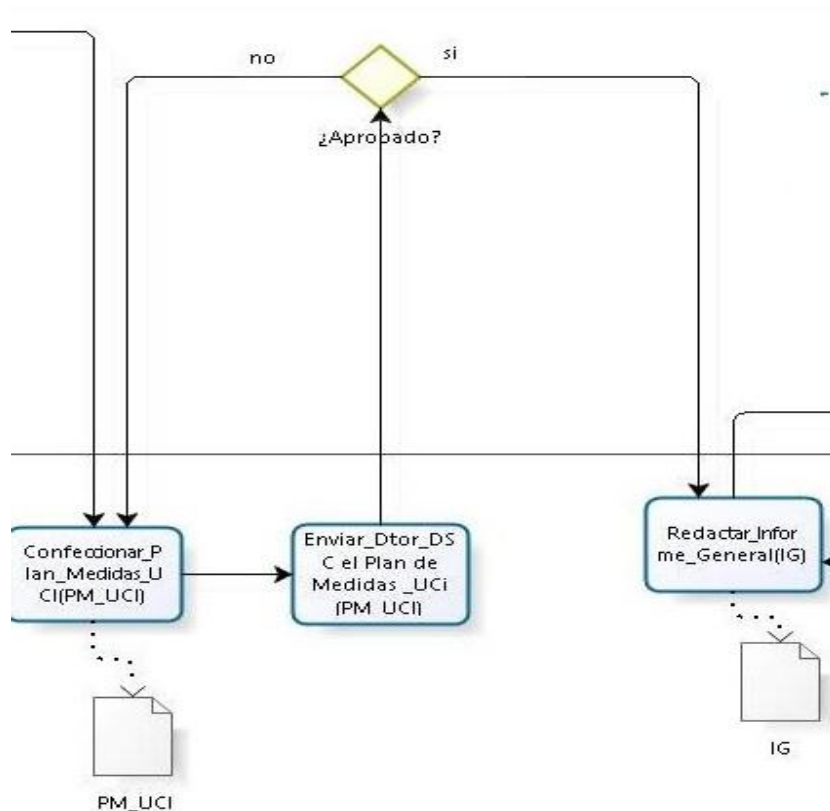 no
si
¿Aprobado?
Confeccionar_P
lan_Medidas_U
CI(PM_UCI)
Enviar_Dtor_DS
C el Plan de
Medidas _UCi
(PM_UCI)
Redactar_Infor
me_General(IG)
PM_UCI
IG